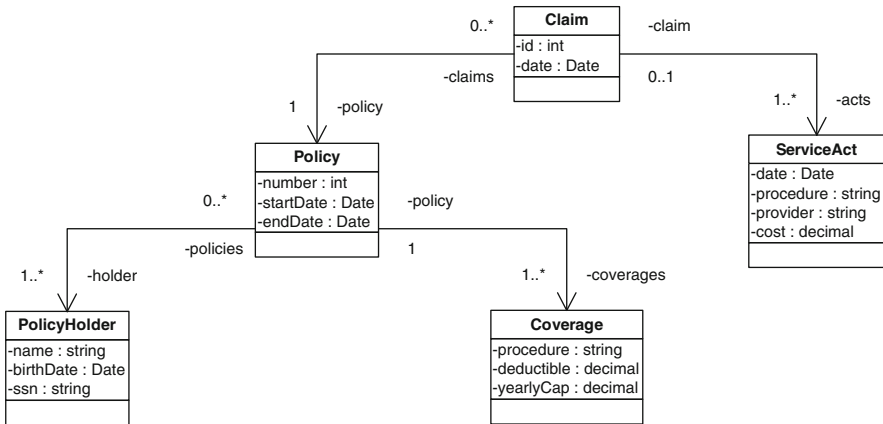 Claim
-id : int
-date : Date
0..*
-claims
-claim
0..1
1
-policy
1..*
-acts
Policy
-number : int
-startDate : Date
-endDate : Date
ServiceAct
-date : Date
-procedure : string
-provider : string
-cost : decimal
0..*
-policies
-policy
1
1..*
-holder
1..*
-coverages
PolicyHolder
-name : string
-birthDate : Date
-ssn : string
Coverage
-procedure : string
-deductible : decimal
-yearlyCap : decimal